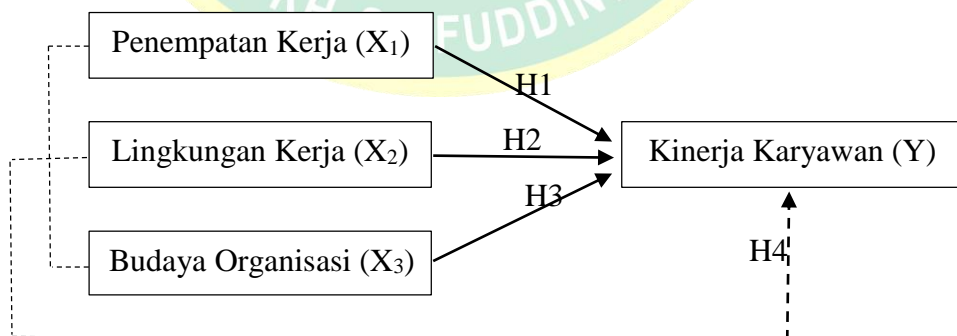 Penempatan Kerja (X₁)
H1
Lingkungan Kerja (X₂)
H2
Kinerja Karyawan (Y)
H3
Budaya Organisasi (X₃)
H4